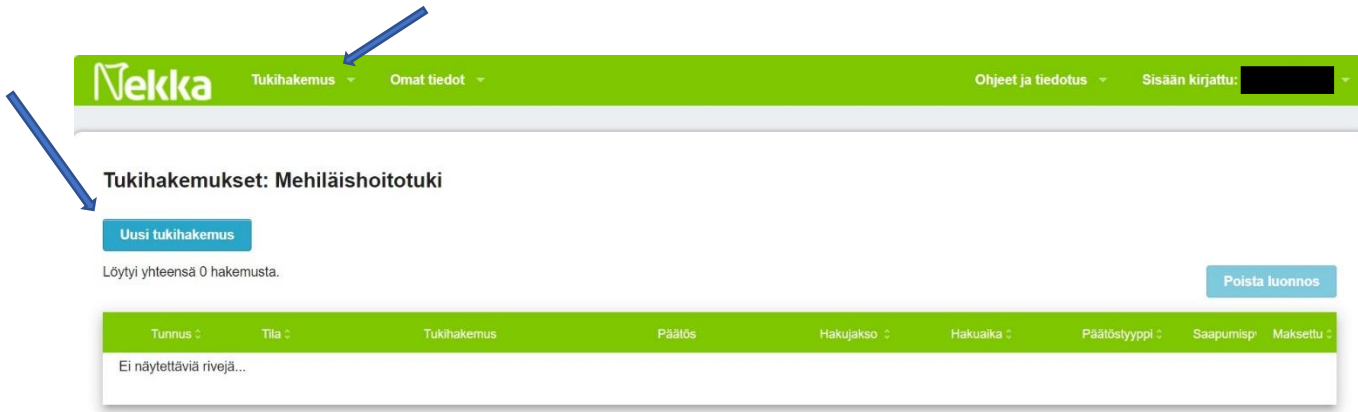 Nekka Tukihakemus Omat tiedot Ohjeet ja tiedotus Sisään kirjattu:
Tukihakemukset: Mehiläishoitotuki
Uusi tukihakemus
Löytyi yhteensä 0 hakemusta.
Poista luonnos
Tunnus Tila Tukihakemus Päätös Hakujakso Hakuaika Päätöstyyppi Saapumispv Maksettu
Ei näytettäviä rivejä...